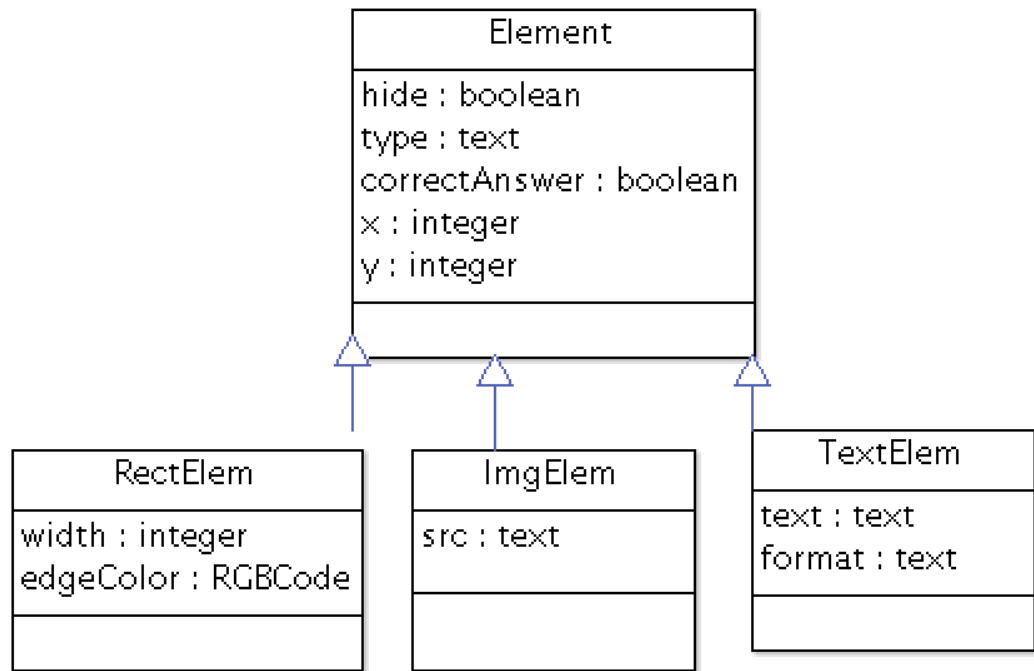 Element
hide : boolean
type : text
correctAnswer : boolean
x : integer
y : integer
RectElem
width : integer
edgeColor : RGBCode
ImgElem
src : text
TextElem
text : text
format : text